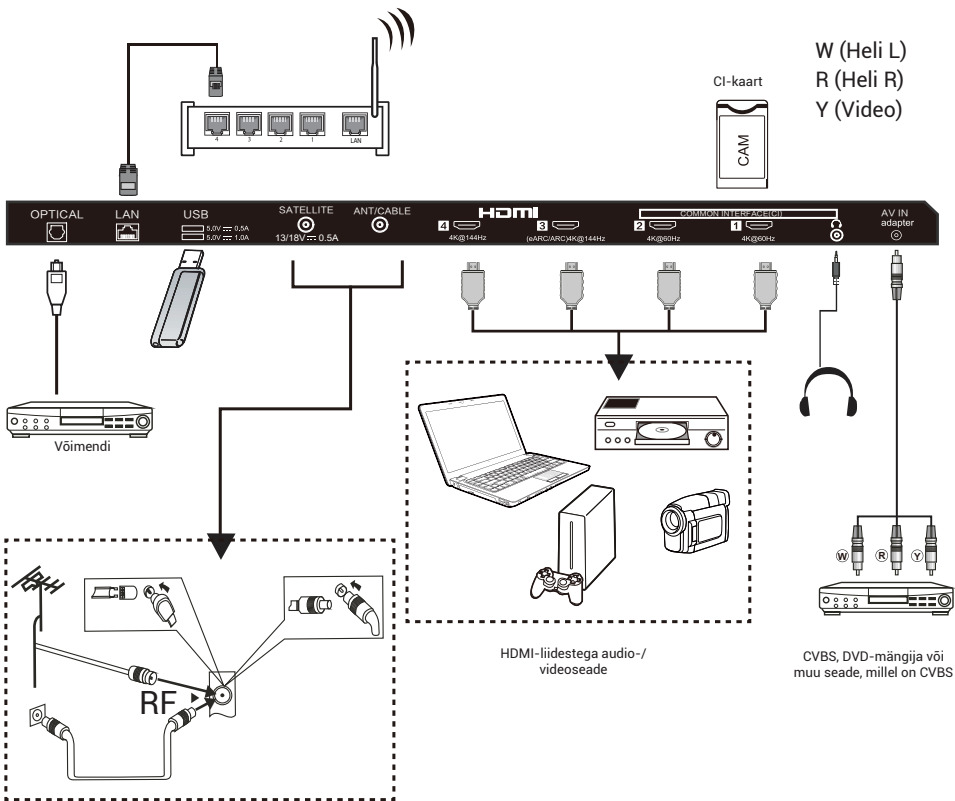 W (Heli L)
R (Heli R)
Y (Video)
CI-kaart
CAM
4 3 2 1 LAN
OPTICAL
LAN
USB
5.0V ⎓ 0.5A
5.0V ⎓ 1.0A
SATELLITE
13/18V ⎓ 0.5A
ANT/CABLE
HDMI
4
4K@144Hz
3
(eARC/ARC)4K@144Hz
COMMON INTERFACE(CI)
2
4K@60Hz
1
4K@60Hz
AV IN
adapter
Võimendi
W R Y
RF
HDMI-liidestega audio-/
videoseade
CVBS, DVD-mängija või
muu seade, millel on CVBS